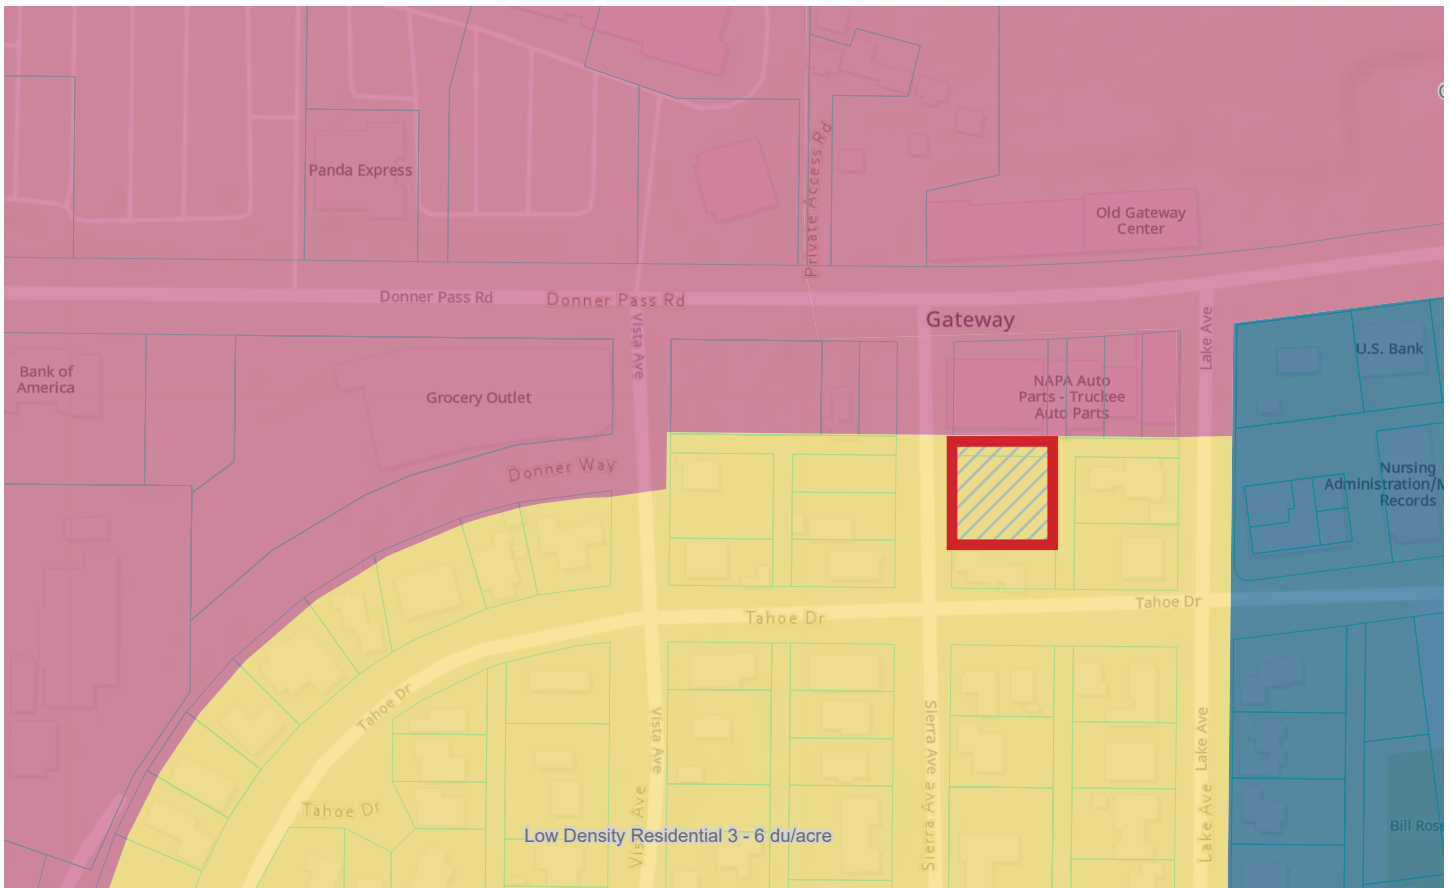 Private Access Rd
Panda Express
Old Gateway
Center
Donner Pass Rd
Donner Pass Rd
Gateway
Vista Ave
Lake Ave
U.S. Bank
Bank of
America
Grocery Outlet
NAPA Auto
Parts - Truckee
Auto Parts
Donner Way
Nursing
Records
Tahoe Dr
Tahoe Dr
Tahoe Dr
Vista Ave
Sierra Ave
Lake Ave
Tahoe Dr
Ave
Sierra Ave
Lake Ave
Low Density Residential 3 - 6 du/acre
Bill Rose